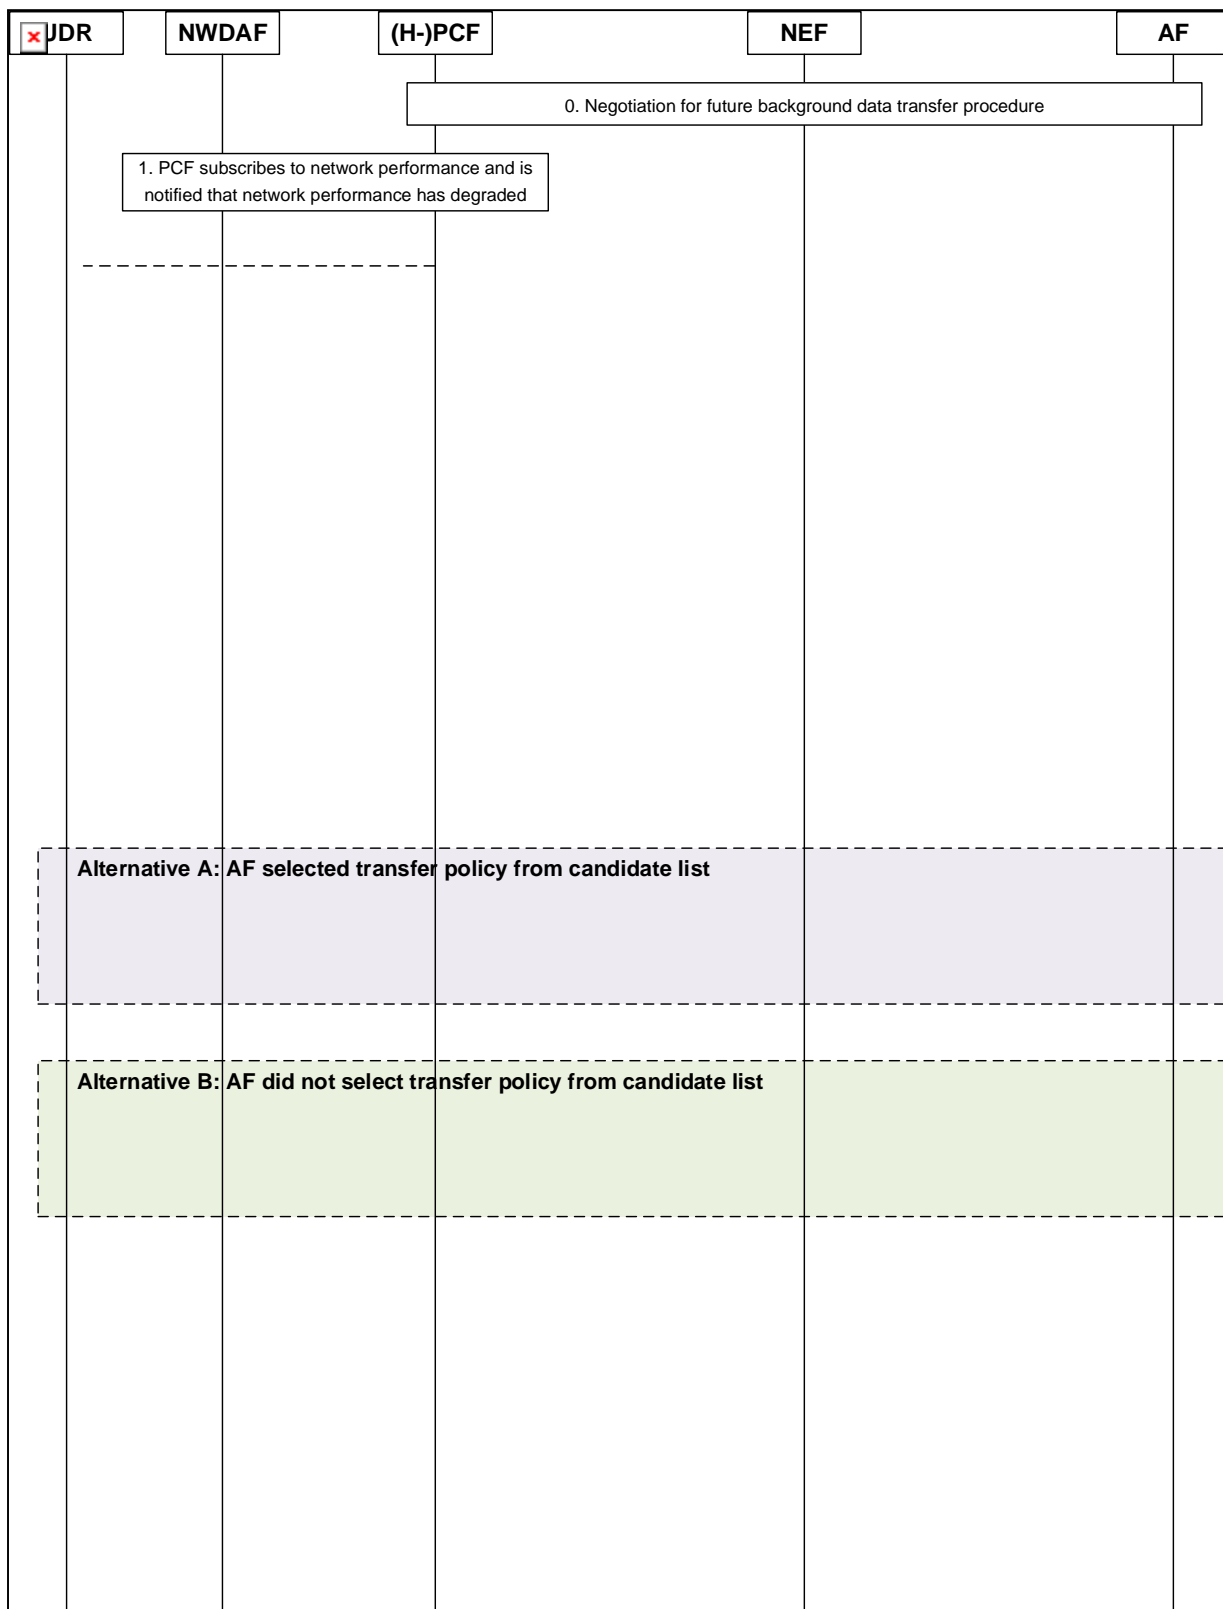 JDR
NWDAF
(H-)PCF
NEF
AF
0. Negotiation for future background data transfer procedure
1. PCF subscribes to network performance and is
notified that network performance has degraded
Alternative A: AF selected transfer policy from candidate list
Alternative B: AF did not select transfer policy from candidate list